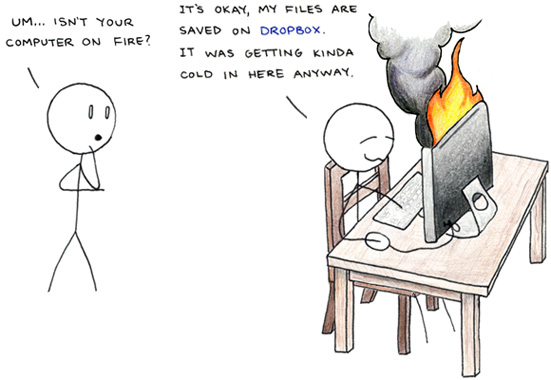 UM... ISN'T YOUR
COMPUTER ON FIRE?
IT'S OKAY, MY FILES ARE
SAVED ON DROPBOX.
IT WAS GETTING KINDA
COLD IN HERE ANYWAY.